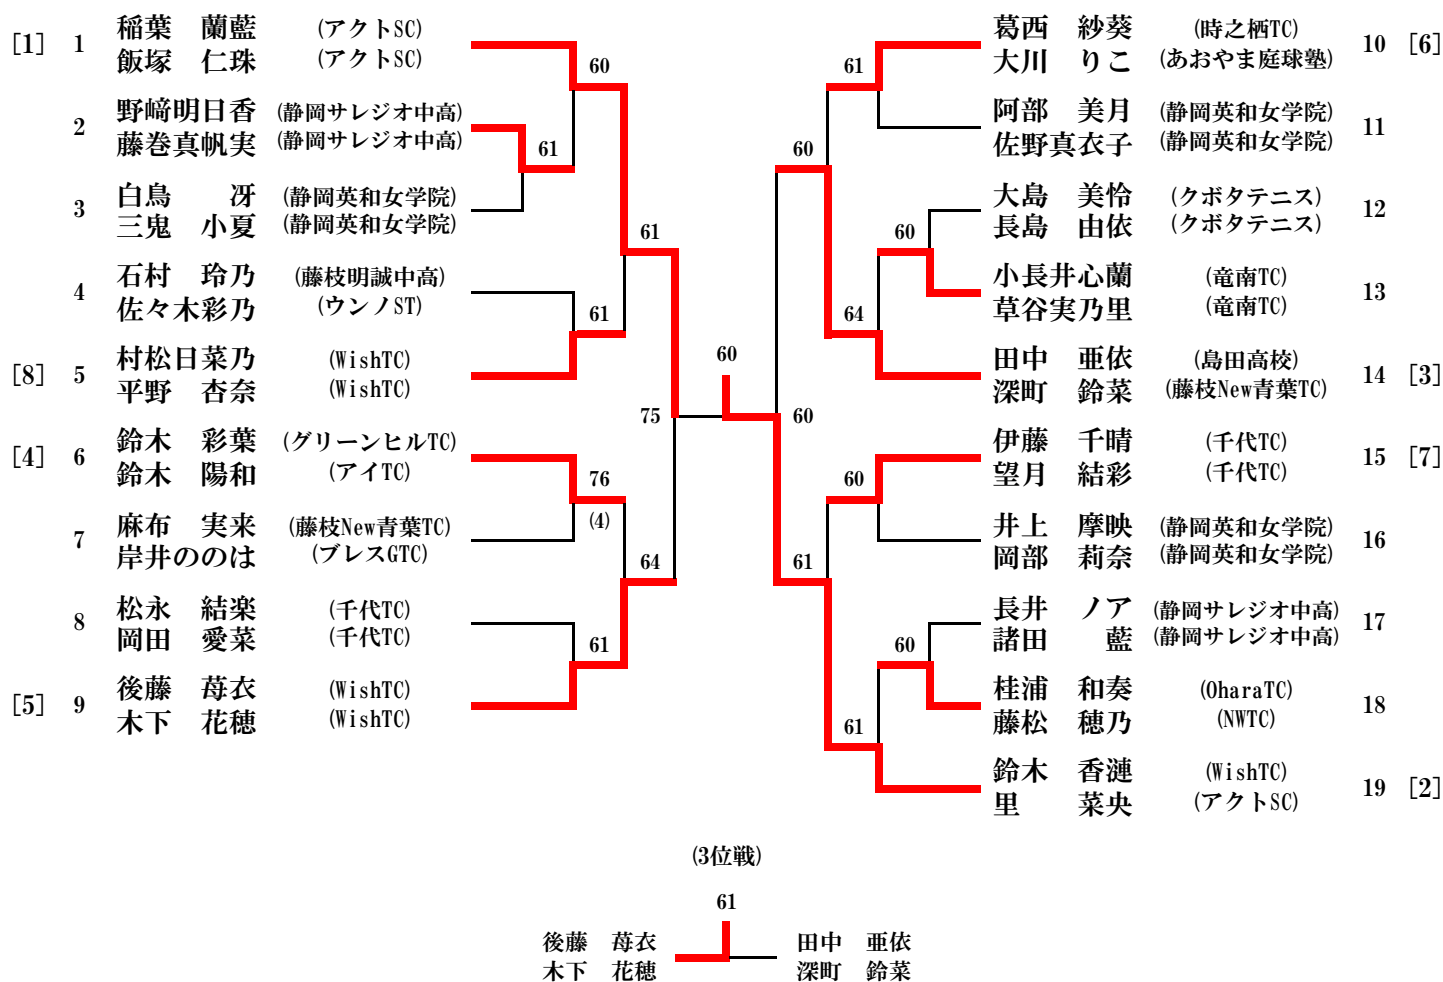 [1] 1 稲葉 蘭藍 (アクトSC)
飯塚 仁珠 (アクトSC)
60
2 野﨑明日香 (静岡サレジオ中高)
藤巻真帆実 (静岡サレジオ中高)
61
3 白鳥 冴 (静岡英和女学院)
三鬼 小夏 (静岡英和女学院)
61
4 石村 玲乃 (藤枝明誠中高)
佐々木彩乃 (ウンノST)
61
[8] 5 村松日菜乃 (WishTC)
平野 杏奈 (WishTC)
75
[4] 6 鈴木 彩葉 (グリーンヒルTC)
鈴木 陽和 (アイTC)
76
(4)
7 麻布 実来 (藤枝New青葉TC)
岸井ののは (ブレスGTC)
64
8 松永 結楽 (千代TC)
岡田 愛菜 (千代TC)
61
[5] 9 後藤 苺衣 (WishTC)
木下 花穂 (WishTC)
60
葛西 紗葵 (時之栖TC) 10 [6]
大川 りこ (あおやま庭球塾)
61
阿部 美月 (静岡英和女学院) 11
佐野真衣子 (静岡英和女学院)
60
大島 美怜 (クボタテニス) 12
長島 由依 (クボタテニス)
60
小長井心蘭 (竜南TC) 13
草谷実乃里 (竜南TC)
64
田中 亜依 (島田高校) 14 [3]
深町 鈴菜 (藤枝New青葉TC)
60
伊藤 千晴 (千代TC) 15 [7]
望月 結彩 (千代TC)
60
井上 摩映 (静岡英和女学院) 16
岡部 莉奈 (静岡英和女学院)
61
長井 ノア (静岡サレジオ中高) 17
諸田 藍 (静岡サレジオ中高)
60
桂浦 和奏 (OharaTC) 18
藤松 穂乃 (NWTC)
61
鈴木 香漣 (WishTC) 19 [2]
里 菜央 (アクトSC)
(3位戦)
61
後藤 苺衣 田中 亜依
木下 花穂 深町 鈴菜